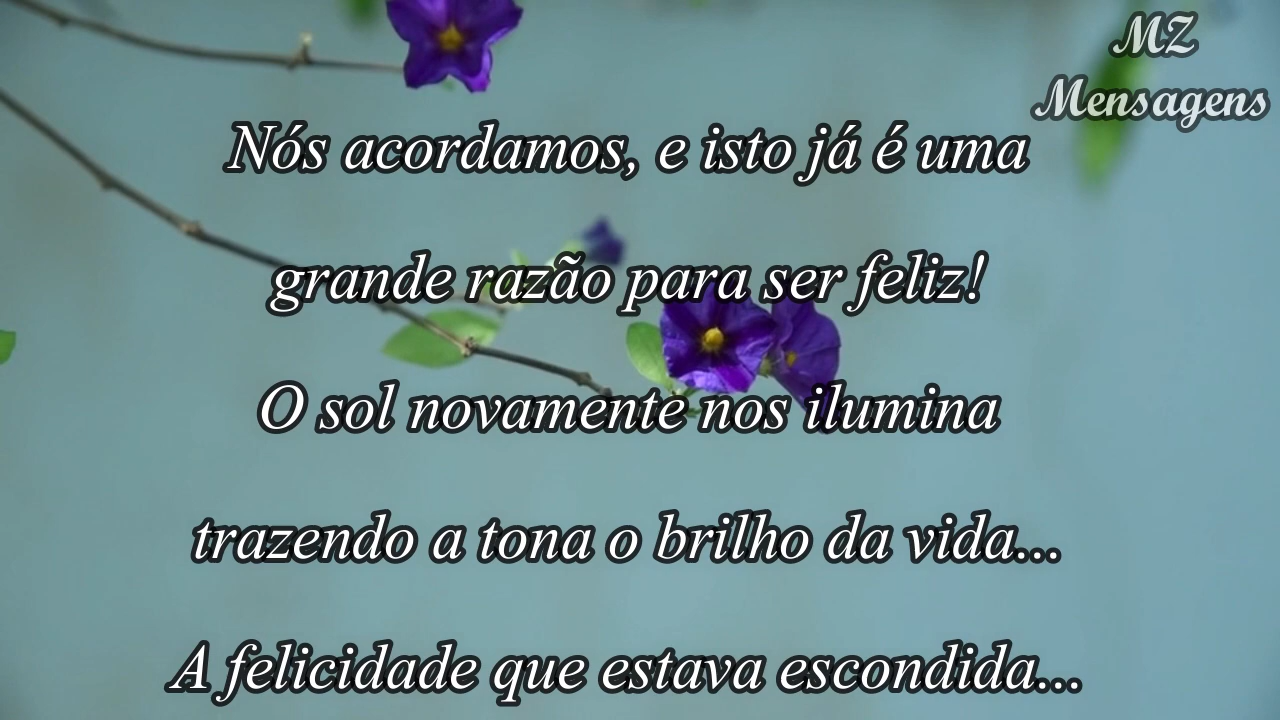 MZ
Mensagens
Nós acordamos, e isto já é uma
grande razão para ser feliz!
O sol novamente nos ilumina
trazendo a tona o brilho da vida...
A felicidade que estava escondida...